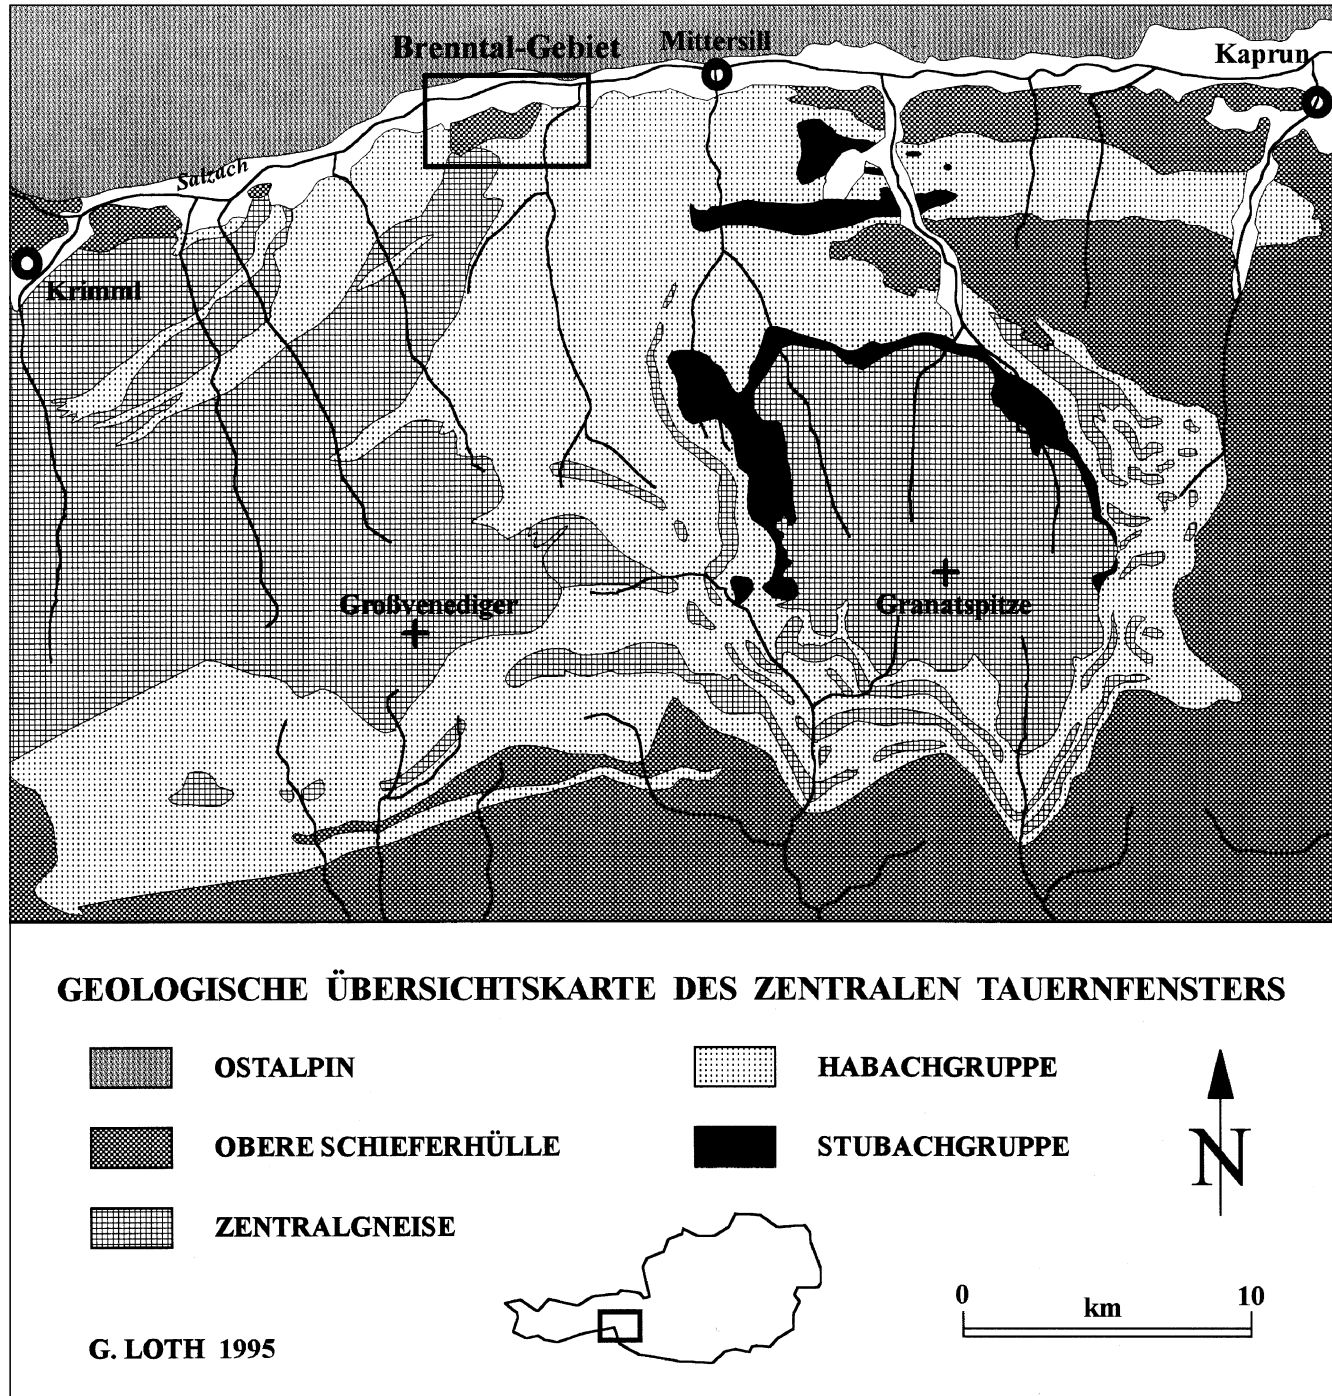 Brenntal-Gebiet
Mittersill
Kaprun
Salzach
Krimml
Großvenediger
Granatspitze
GEOLOGISCHE ÜBERSICHTSKARTE DES ZENTRALEN TAUERNFENSTERS
OSTALPIN
HABACHGRUPPE
OBERE SCHIEFERHÜLLE
STUBACHGRUPPE
N
ZENTRALGNEISE
0
km
10
G. LOTH 1995